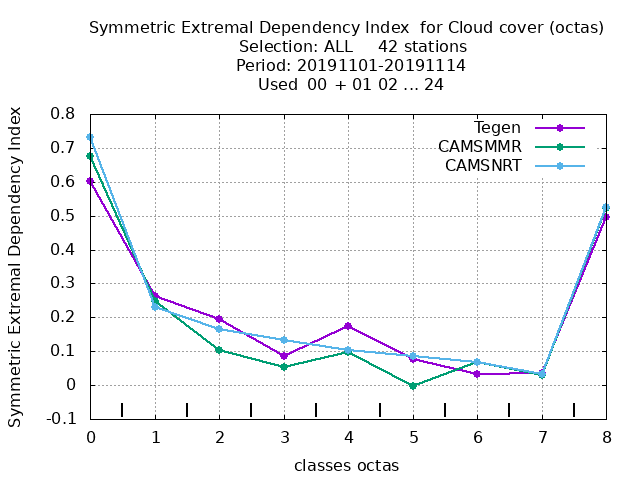 Symmetric Extremal Dependency Index  for Cloud cover (octas)
Selection: ALL     42 stations
Period: 20191101-20191114
Used  00  + 01 02 ... 24
Symmetric Extremal Dependency Index
0.8
0.7
0.6
0.5
0.4
0.3
0.2
0.1
0
-0.1
Tegen
CAMSMMR
CAMSNRT
0 1 2 3 4 5 6 7 8
classes octas